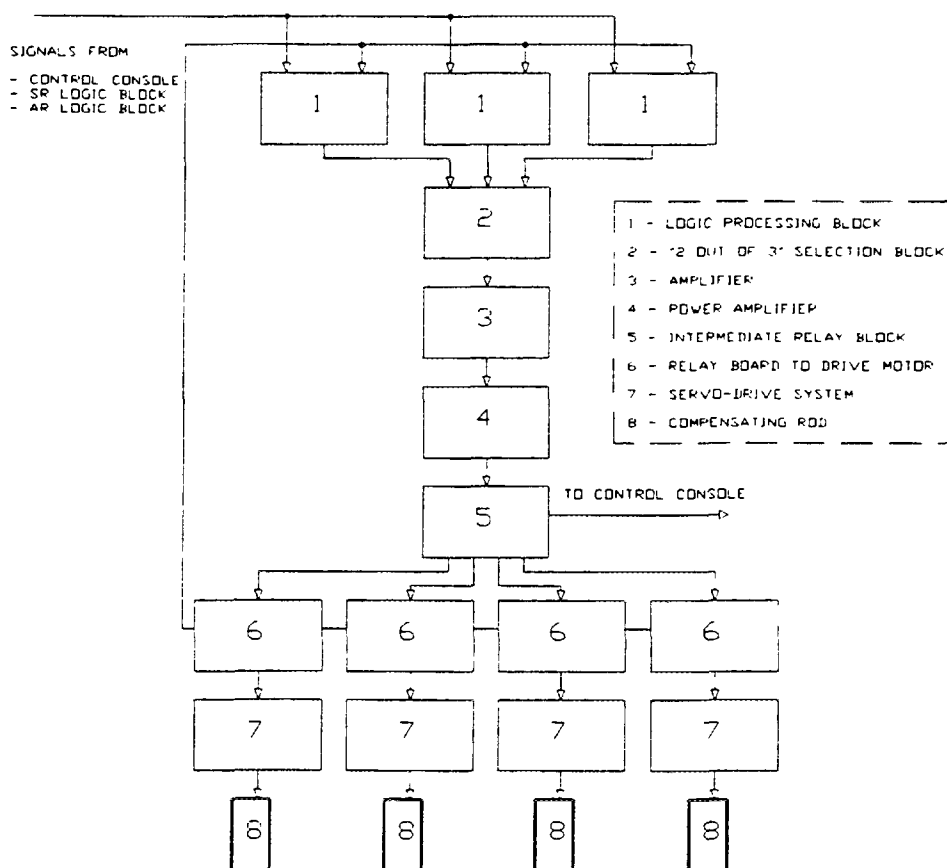 SIGNALS FROM
- CONTROL CONSOLE
- SR LOGIC BLOCK
- AR LOGIC BLOCK
1 1 1
2
3
4
5
TO CONTROL CONSOLE
6 6 6 6
7 7 7 7
8 8 8 8
1 - LOGIC PROCESSING BLOCK
2 - "2 OUT OF 3" SELECTION BLOCK
3 - AMPLIFIER
4 - POWER AMPLIFIER
5 - INTERMEDIATE RELAY BLOCK
6 - RELAY BOARD TO DRIVE MOTOR
7 - SERVO-DRIVE SYSTEM
8 - COMPENSATING ROD